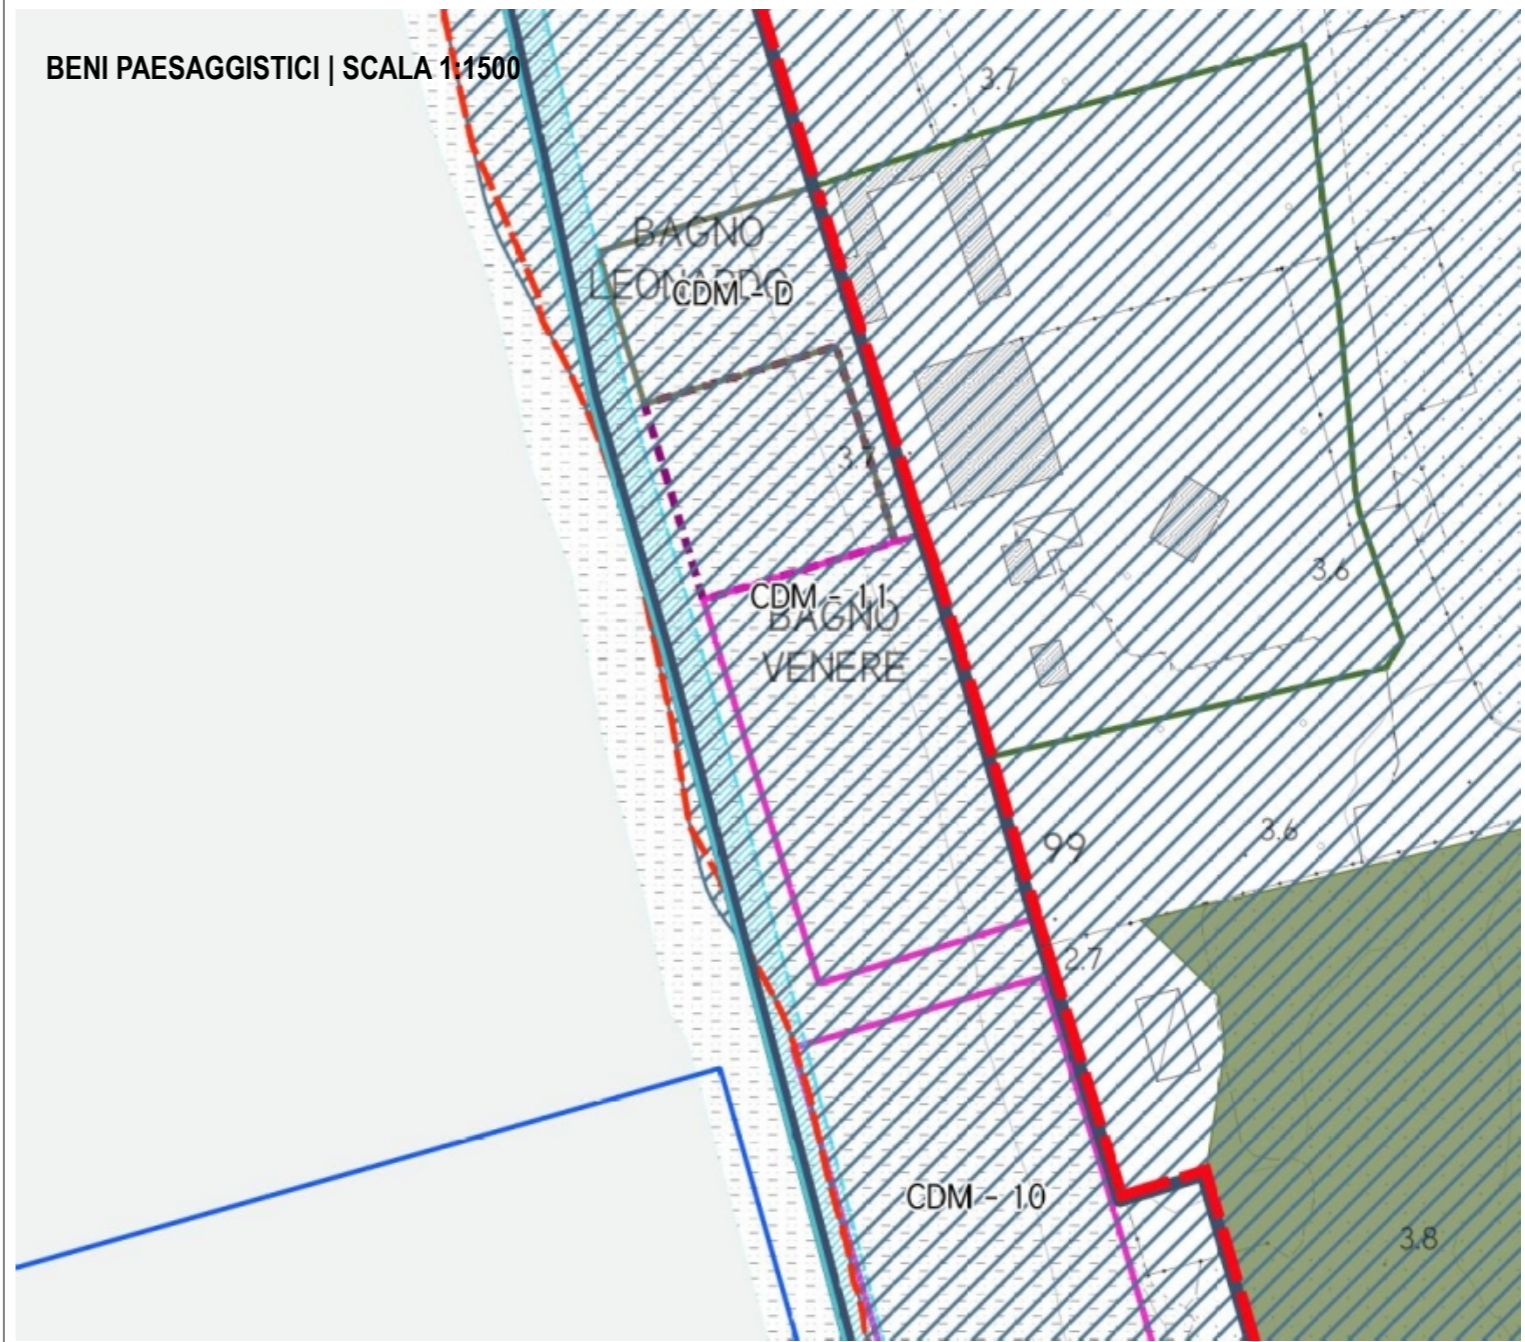 BENI PAESAGGISTICI | SCALA 1:1500
3.7
BAGNO
LEONARDO
CDM - D
3.7
3.6
CDM - 11
BAGNO
VENERE
3.6
99
2.7
CDM - 10
3.8